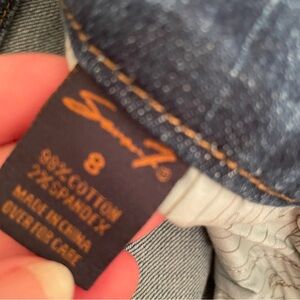 Seven7®
8
98% COTTON
2% SPANDEX
MADE IN CHINA
OVER FOR CARE